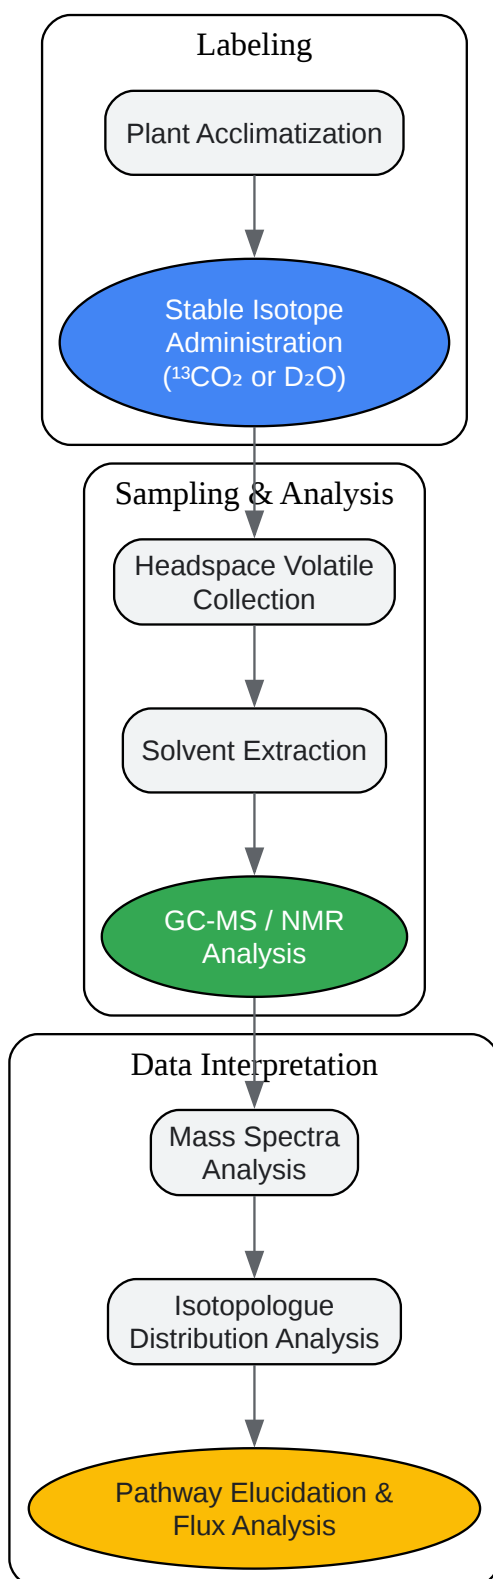 Labeling
Plant Acclimatization
Stable Isotope
Administration
(¹³CO₂ or D₂O)
Sampling & Analysis
Headspace Volatile
Collection
Solvent Extraction
GC-MS / NMR
Analysis
Data Interpretation
Mass Spectra
Analysis
Isotopologue
Distribution Analysis
Pathway Elucidation &
Flux Analysis